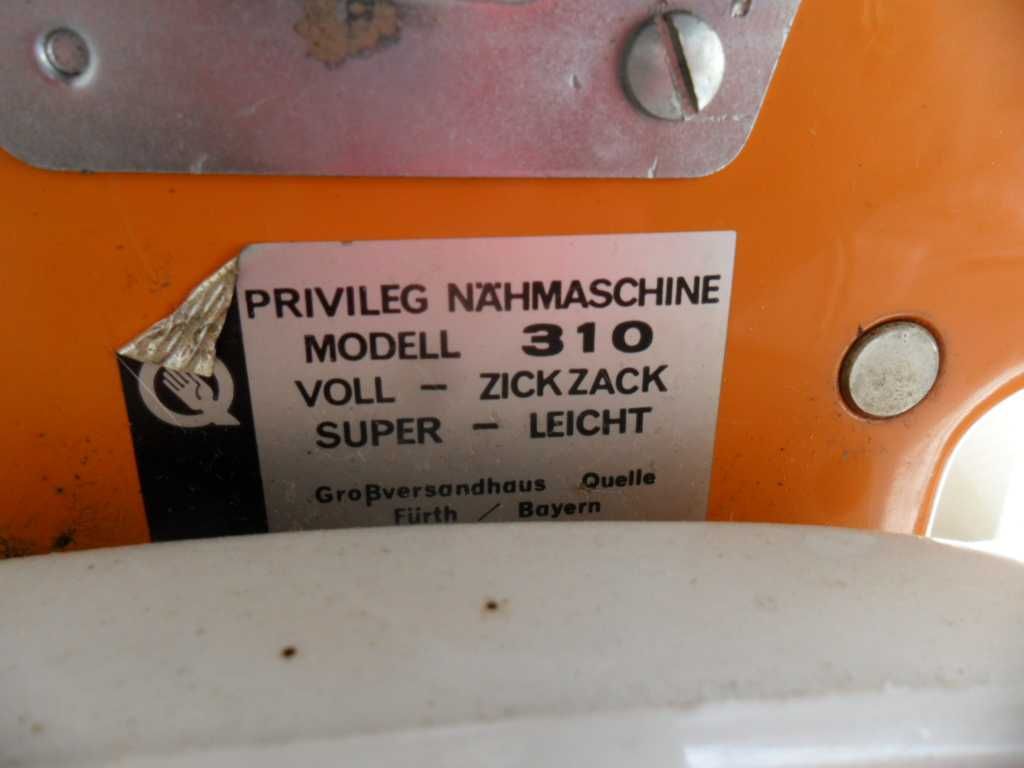 PRIVILEG NÄHMASCHINE
MODELL 310
VOLL - ZICKZACK
SUPER - LEICHT
Großversandhaus Quelle
Fürth / Bayern